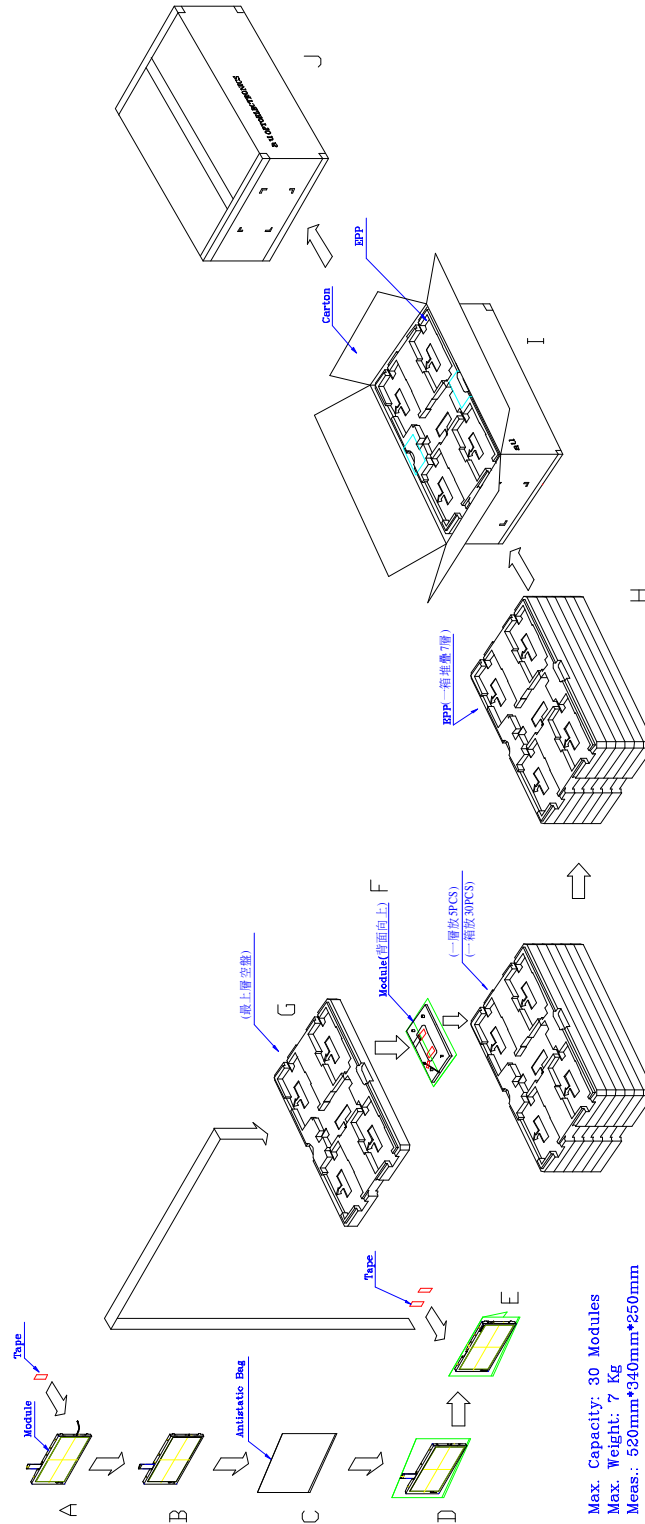 Tape
Module
A
B
Antistatic Bag
C
D
Tape
E
(最上層空盤)
G
F
Module(背面向上)
(一層放5PCS)
(一箱放30PCS)
EPP(一箱堆疊7層)
H
Carton
EPP
I
J
Max. Capacity: 30 Modules
Max. Weight: 7 Kg
Meas.: 520mm*340mm*250mm